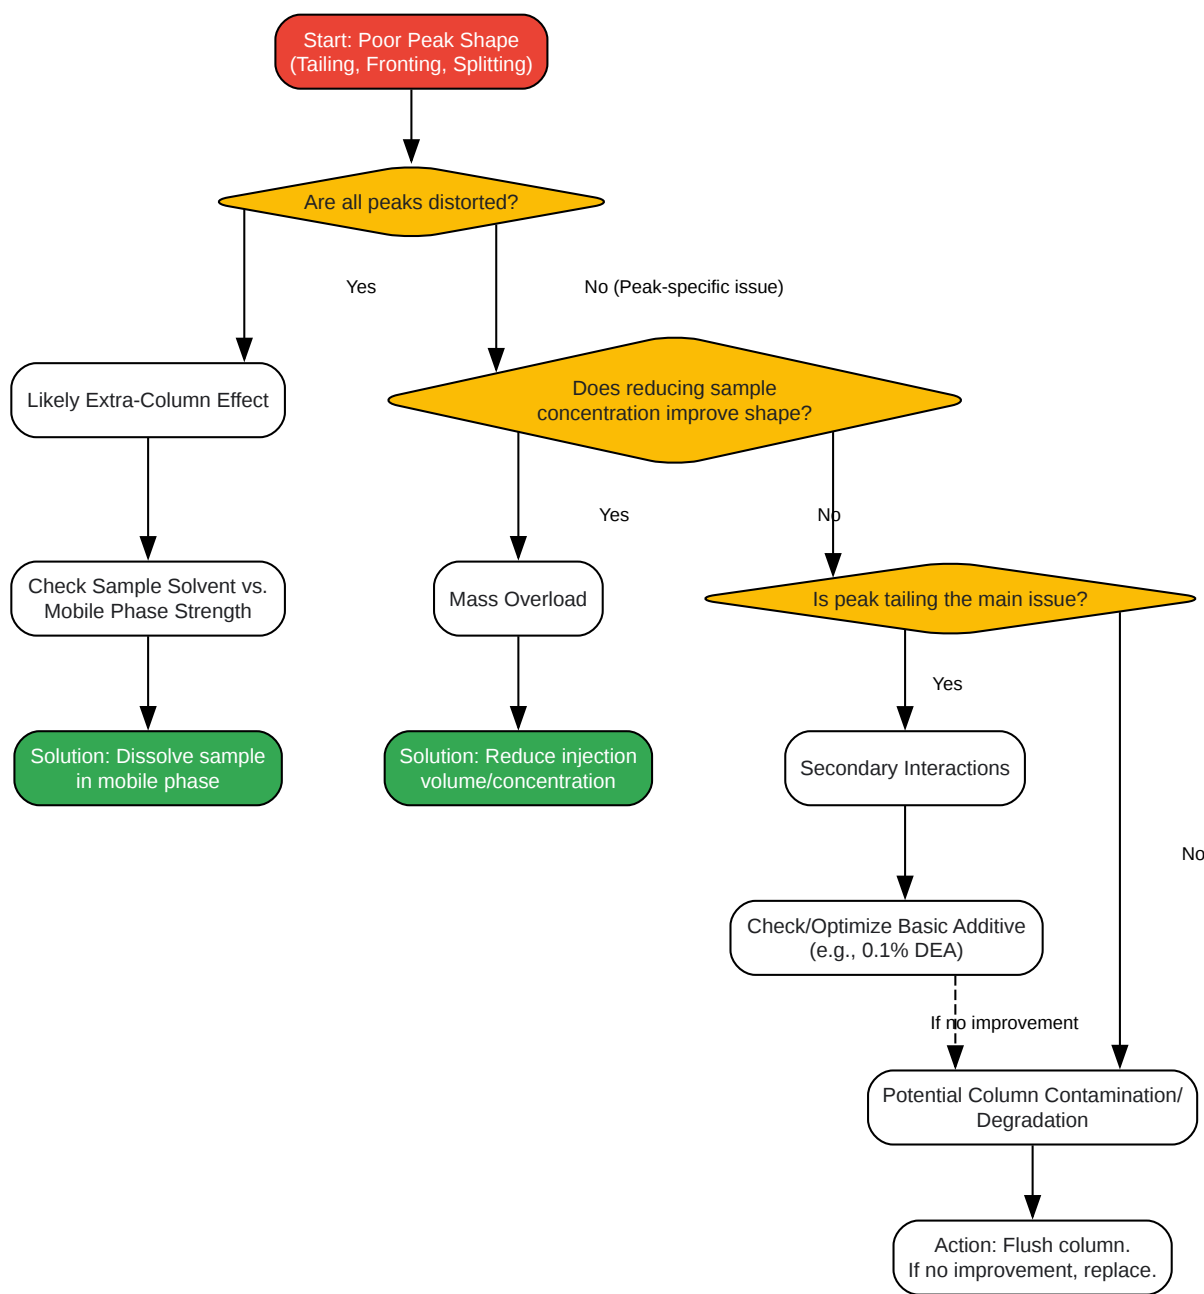 Start: Poor Peak Shape
(Tailing, Fronting, Splitting)
Are all peaks distorted?
Yes
No (Peak-specific issue)
Likely Extra-Column Effect
Does reducing sample
concentration improve shape?
Yes
No
Check Sample Solvent vs.
Mobile Phase Strength
Mass Overload
Is peak tailing the main issue?
Yes
Solution: Dissolve sample
in mobile phase
Solution: Reduce injection
volume/concentration
Secondary Interactions
No
Check/Optimize Basic Additive
(e.g., 0.1% DEA)
If no improvement
Potential Column Contamination/
Degradation
Action: Flush column.
If no improvement, replace.